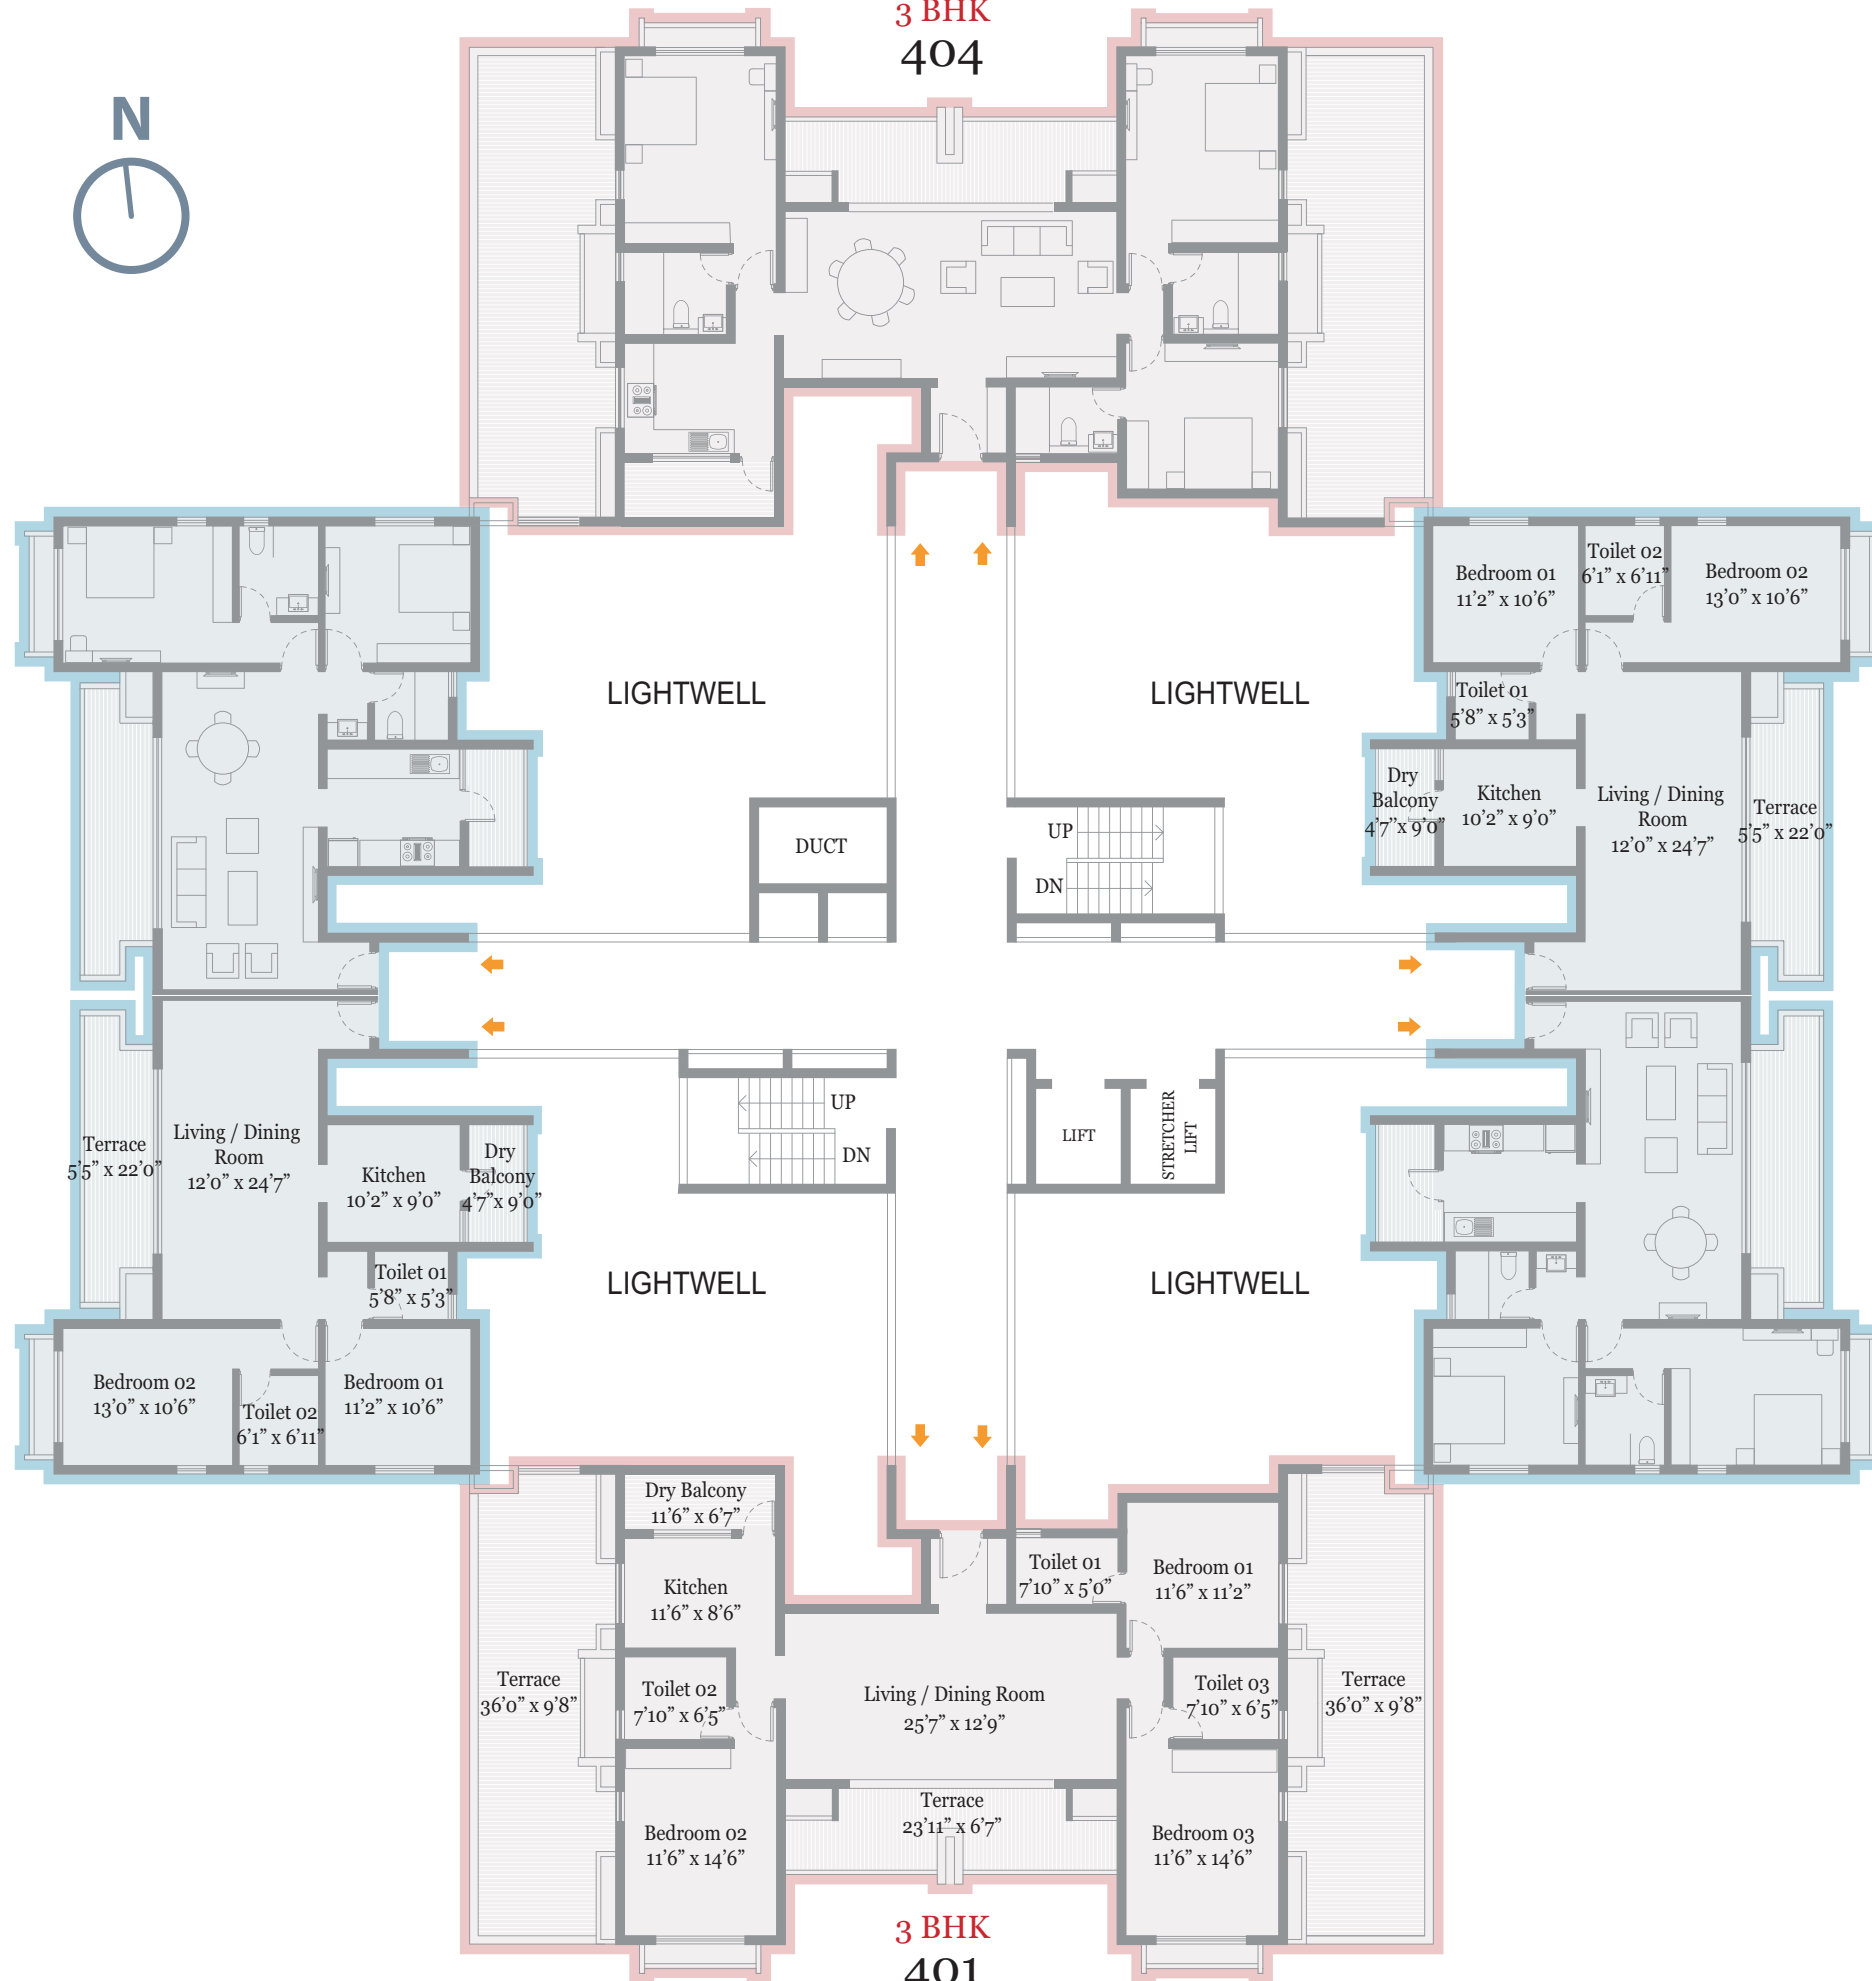 3 BHK
404
N
Bedroom 01
11’2” x 10’6”
Toilet 02
6’1” x 6’11”
Bedroom 02
13’0” x 10’6”
LIGHTWELL
LIGHTWELL
Toilet 01
5’8” x 5’3”
Dry
Balcony
4’7”x 9’0”
Kitchen
10’2” x 9’0”
Living / Dining
Room
12’0” x 24’7”
Terrace
5’5” x 22’0”
DUCT
UP
DN
UP
DN
LIFT
STRETCHER
LIFT
Terrace
5’5” x 22’0”
Living / Dining
Room
12’0” x 24’7”
Kitchen
10’2” x 9’0”
Dry
Balcony
4’7”x 9’0”
Toilet 01
5’8” x 5’3”
LIGHTWELL
LIGHTWELL
Bedroom 02
13’0” x 10’6”
Toilet 02
6’1” x 6’11”
Bedroom 01
11’2” x 10’6”
Dry Balcony
11’6” x 6’7”
Kitchen
11’6” x 8’6”
Toilet 01
7’10” x 5’0”
Bedroom 01
11’6” x 11’2”
Terrace
36’0” x 9’8”
Toilet 02
7’10” x 6’5”
Living / Dining Room
25’7” x 12’9”
Toilet 03
7’10” x 6’5”
Terrace
36’0” x 9’8”
Bedroom 02
11’6” x 14’6”
Terrace
23’11” x 6’7”
Bedroom 03
11’6” x 14’6”
3 BHK
401